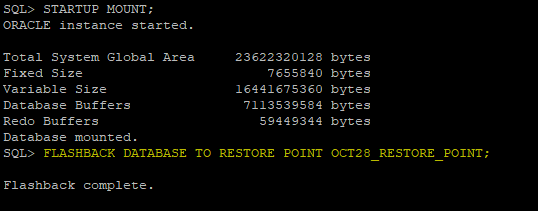 SQL> STARTUP MOUNT;
ORACLE instance started.
Total System Global Area 23622320128 bytes
Fixed Size 7655840 bytes
Variable Size 16441675360 bytes
Database Buffers 7113539584 bytes
Redo Buffers 59449344 bytes
Database mounted.
SQL> FLASHBACK DATABASE TO RESTORE POINT OCT28_RESTORE_POINT;
Flashback complete.